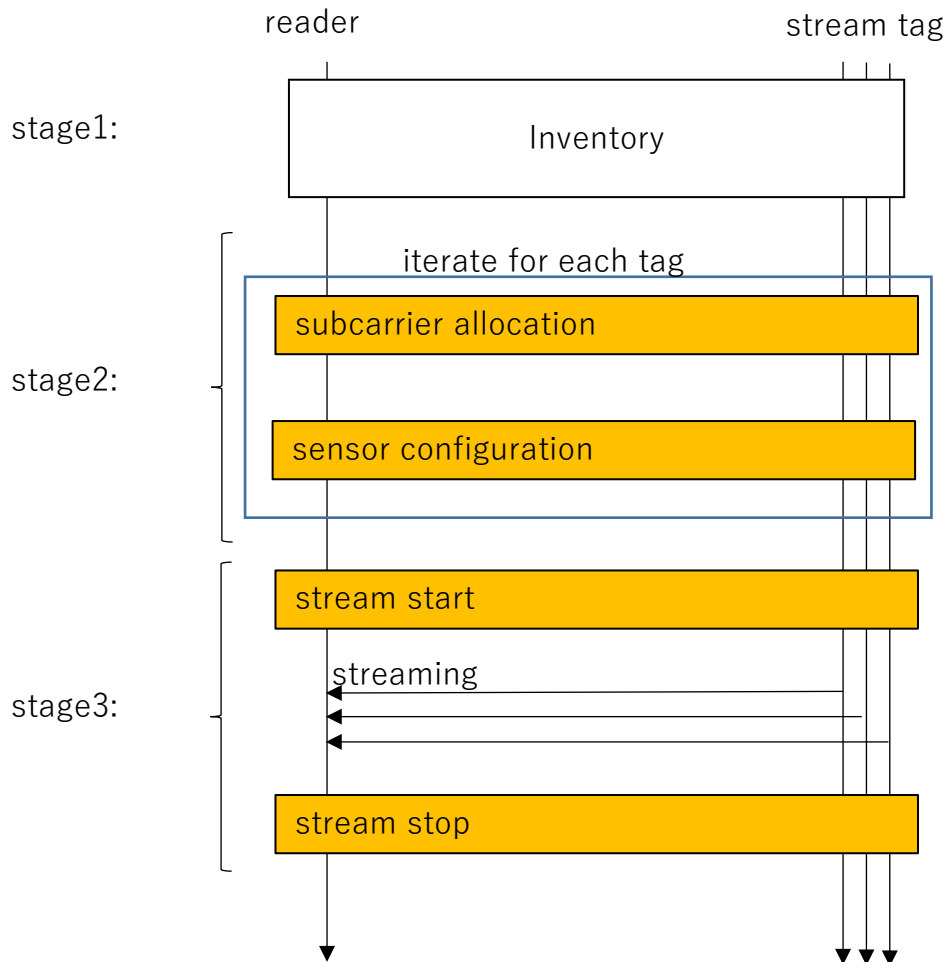 reader
stream tag
stage1:
Inventory
iterate for each tag
subcarrier allocation
stage2:
sensor configuration
stream start
streaming
stage3:
stream stop